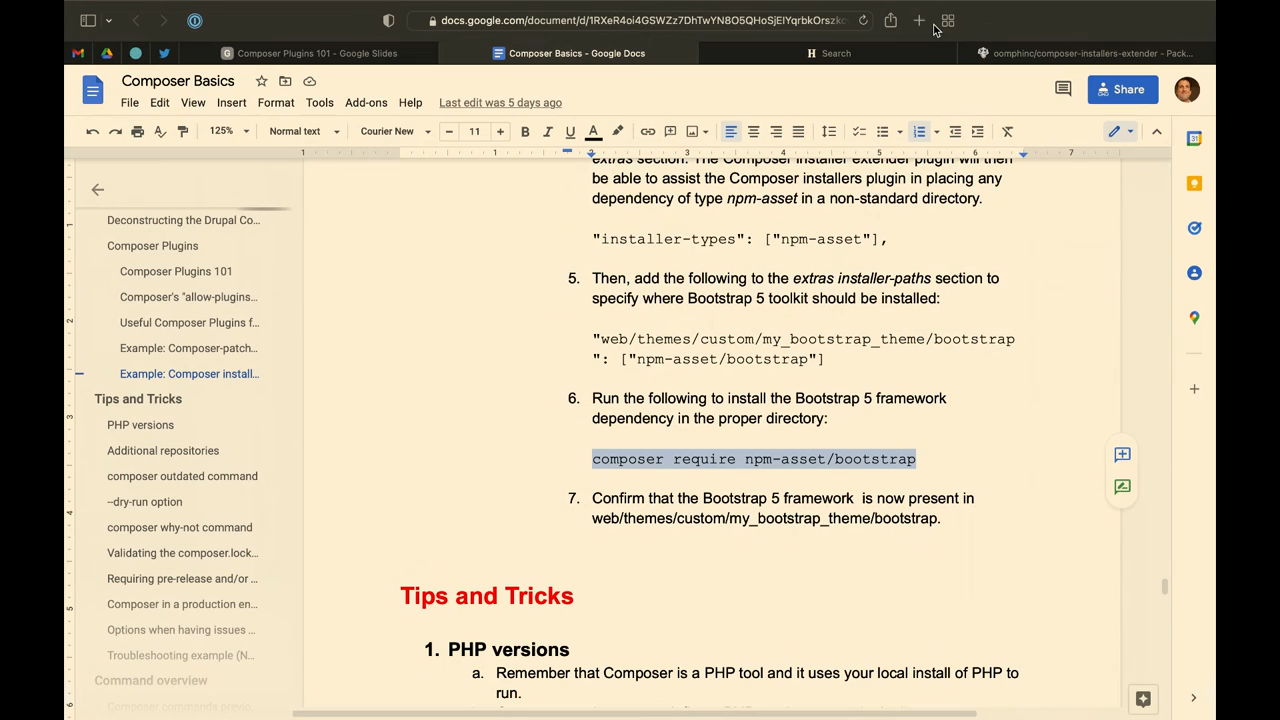 docs.google.com/document/d/1RXeR4oi4GSWZz7DhTwYN8O5QHoSjEIYqrbkOrszkc
Composer Plugins 101 - Google Slides
Composer Basics - Google Docs
Search
oomphinc/composer-installers-extender - Pack...
Composer Basics
File Edit View Insert Format Tools Add-ons Help Last edit was 5 days ago
Share
125% Normal text Courier New 11
Deconstructing the Drupal Co...
Composer Plugins
Composer Plugins 101
Composer's "allow-plugins...
Useful Composer Plugins f...
Example: Composer-patch...
Example: Composer install...
Tips and Tricks
PHP versions
Additional repositories
composer outdated command
--dry-run option
composer why-not command
Validating the composer.lock...
Requiring pre-release and/or ...
Composer in a production en...
Options when having issues ...
Troubleshooting example (N...
Command overview
Composer commands previo...
extras section. The Composer installer extender plugin will then
be able to assist the Composer installers plugin in placing any
dependency of type npm-asset in a non-standard directory.
"installer-types": ["npm-asset"],
5. Then, add the following to the extras installer-paths section to
specify where Bootstrap 5 toolkit should be installed:
"web/themes/custom/my_bootstrap_theme/bootstrap
": ["npm-asset/bootstrap"]
6. Run the following to install the Bootstrap 5 framework
dependency in the proper directory:
composer require npm-asset/bootstrap
7. Confirm that the Bootstrap 5 framework is now present in
web/themes/custom/my_bootstrap_theme/bootstrap.
Tips and Tricks
1. PHP versions
a. Remember that Composer is a PHP tool and it uses your local install of PHP to
run.